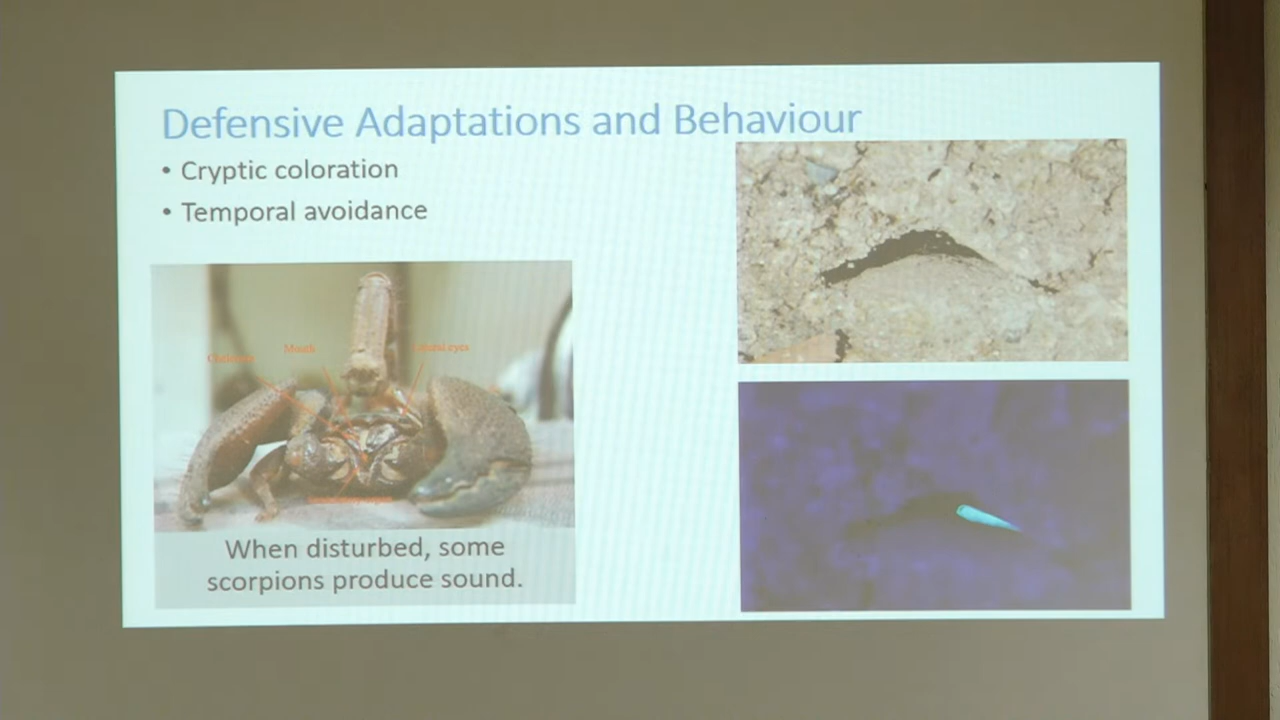 Defensive Adaptations and Behaviour
• Cryptic coloration
• Temporal avoidance
Mouth
When disturbed, some
scorpions produce sound.